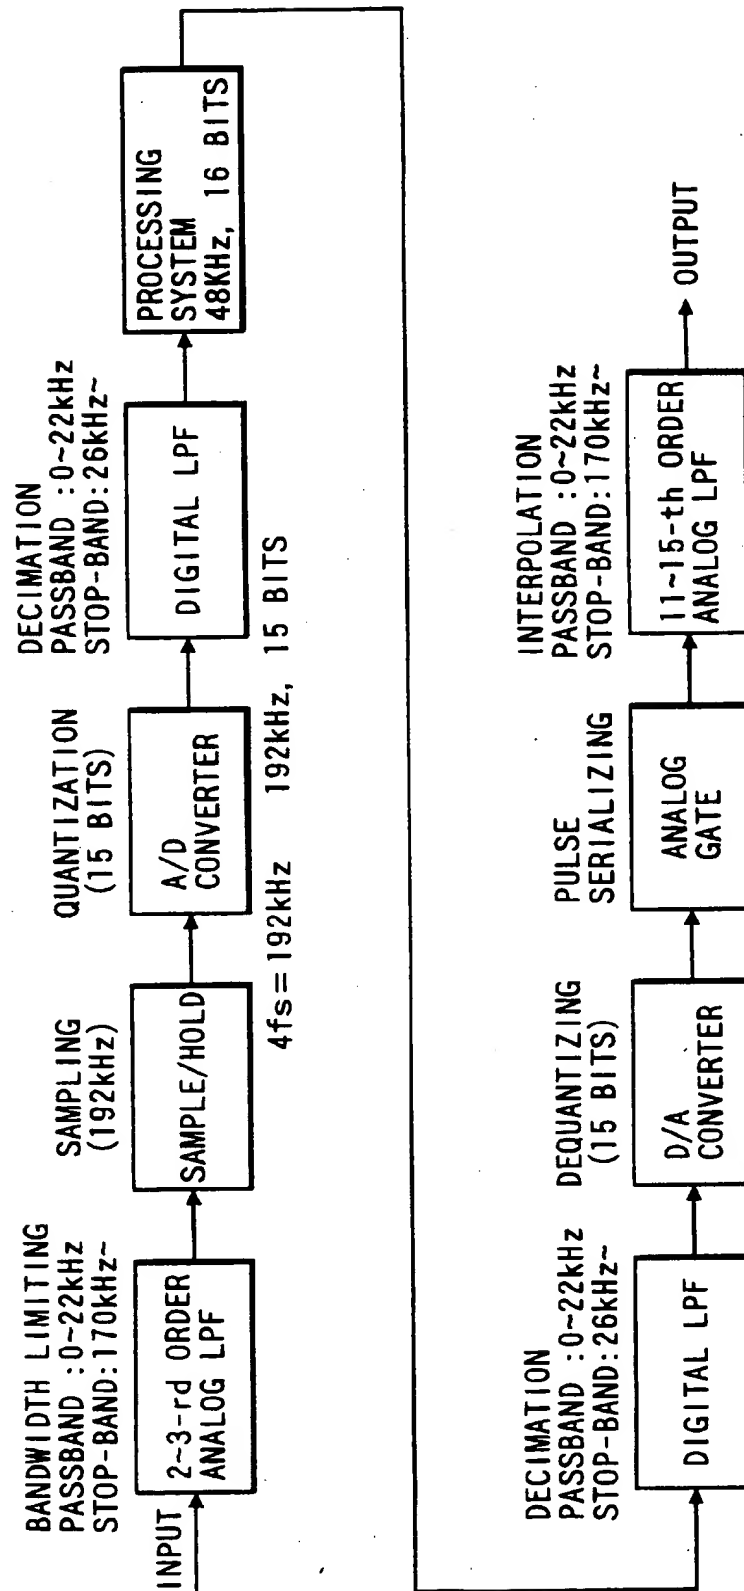 INPUT
BANDWIDTH LIMITING
PASSBAND :0~22kHz
STOP-BAND:170kHz~
2~3-rd ORDER
ANALOG LPF
SAMPLING
(192kHz)
SAMPLE/HOLD
4fs=192kHz
QUANTIZATION
(15 BITS)
A/D
CONVERTER
192kHz, 15 BITS
DECIMATION
PASSBAND :0~22kHz
STOP-BAND:26kHz~
DIGITAL LPF
PROCESSING
SYSTEM
48KHz, 16 BITS
DECIMATION
PASSBAND :0~22kHz
STOP-BAND:26kHz~
DIGITAL LPF
DEQUANTIZING
(15 BITS)
D/A
CONVERTER
PULSE
SERIALIZING
ANALOG
GATE
INTERPOLATION
PASSBAND :0~22kHz
STOP-BAND:170kHz~
11~15-th ORDER
ANALOG LPF
OUTPUT